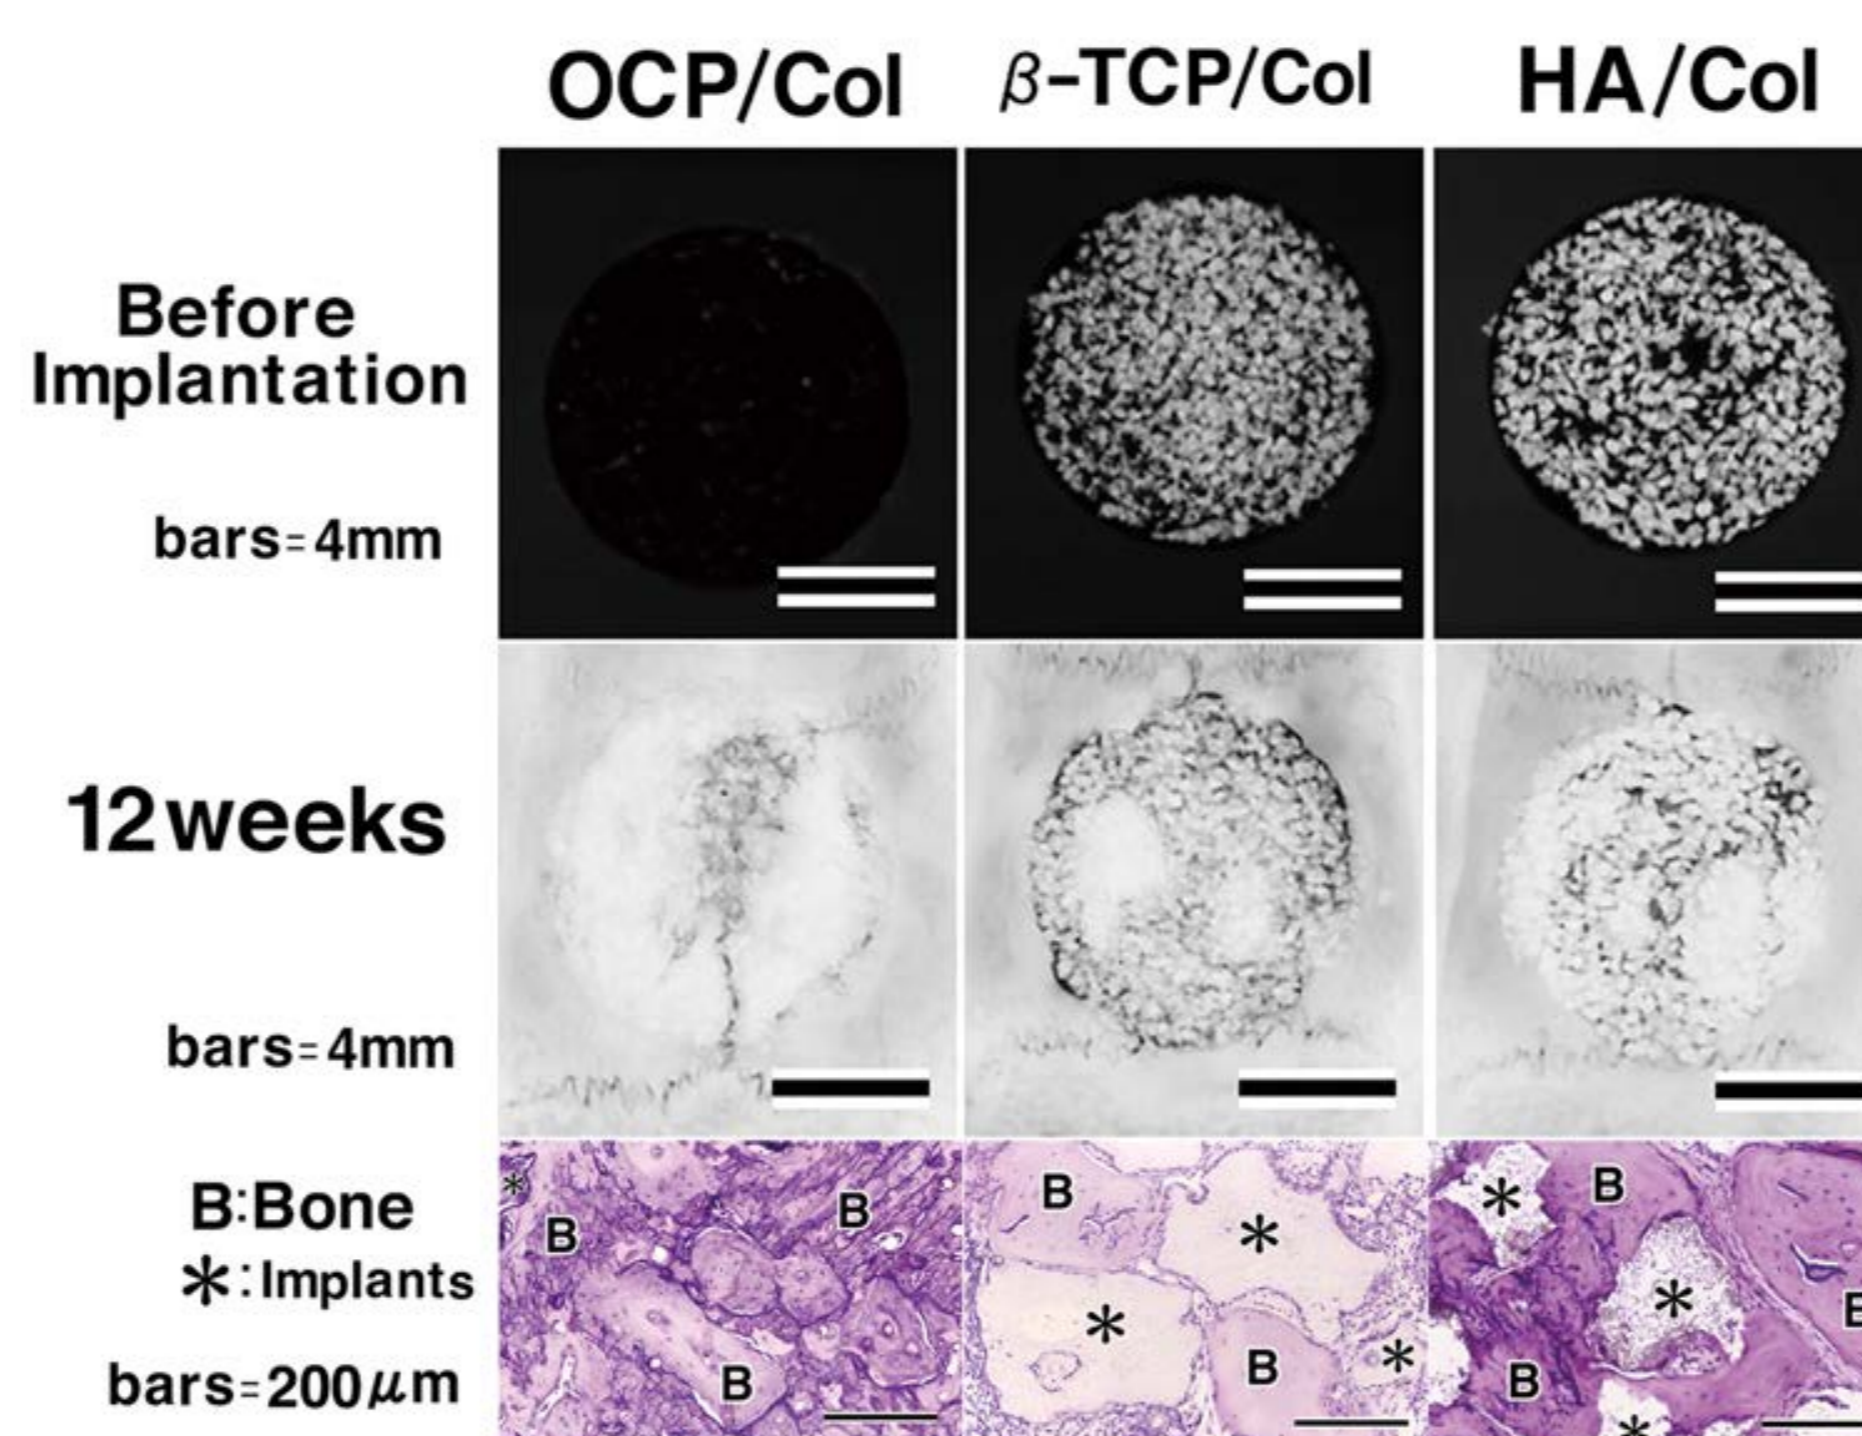 OCP/Col β-TCP/Col HA/Col
Before
Implantation
bars=4mm
12weeks
bars=4mm
B:Bone
*:Implants
bars=200μm
* B B B
B * * B *
* B * B B *